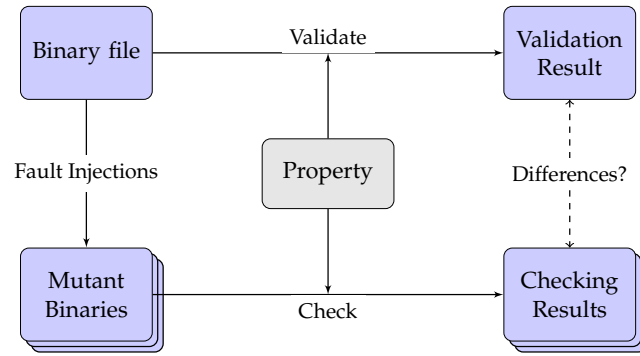 Binary file
Validate
Validation
Result
Fault Injections
Property
Differences?
Mutant
Binaries
Check
Checking
Results